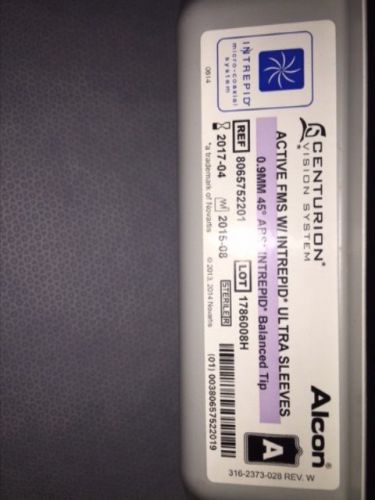 INTREPID*
micro-coaxial
system
0614
CENTURION*
VISION SYSTEM
Alcon®
ACTIVE FMS W/ INTREPID* ULTRA SLEEVES
0.9MM 45° ABS* INTREPID* Balanced Tip
A
REF 8065752201
LOT 1786008H
2017-04
2015-08
STERILE R
*a trademark of Novartis
© 2013, 2014 Novartis
(01) 00380657522019
316-2373-028 REV. W